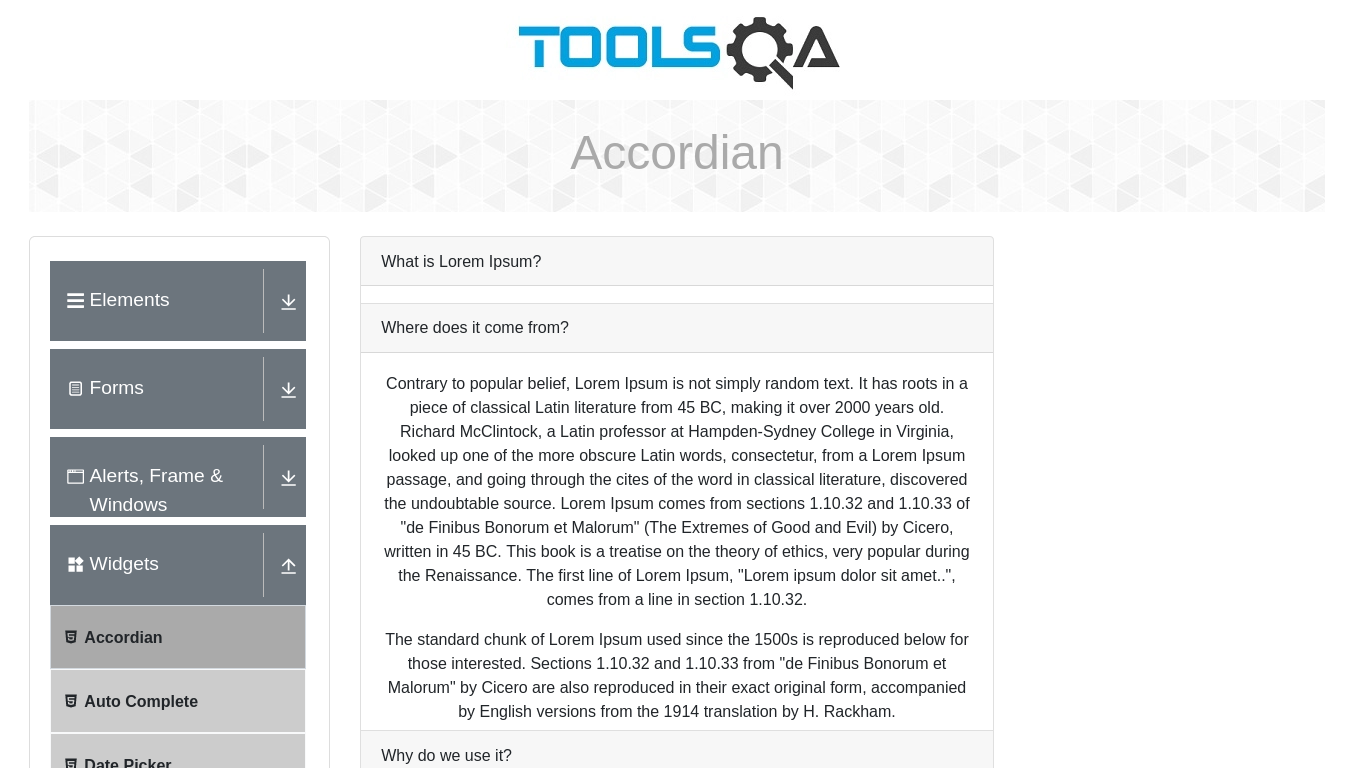 TOOLSQA
Accordian
Elements
Forms
Alerts, Frame &
Windows
Widgets
Accordian
Auto Complete
Date Picker
What is Lorem Ipsum?
Where does it come from?
Contrary to popular belief, Lorem Ipsum is not simply random text. It has roots in a
piece of classical Latin literature from 45 BC, making it over 2000 years old.
Richard McClintock, a Latin professor at Hampden-Sydney College in Virginia,
looked up one of the more obscure Latin words, consectetur, from a Lorem Ipsum
passage, and going through the cites of the word in classical literature, discovered
the undoubtable source. Lorem Ipsum comes from sections 1.10.32 and 1.10.33 of
"de Finibus Bonorum et Malorum" (The Extremes of Good and Evil) by Cicero,
written in 45 BC. This book is a treatise on the theory of ethics, very popular during
the Renaissance. The first line of Lorem Ipsum, "Lorem ipsum dolor sit amet..",
comes from a line in section 1.10.32.
The standard chunk of Lorem Ipsum used since the 1500s is reproduced below for
those interested. Sections 1.10.32 and 1.10.33 from "de Finibus Bonorum et
Malorum" by Cicero are also reproduced in their exact original form, accompanied
by English versions from the 1914 translation by H. Rackham.
Why do we use it?